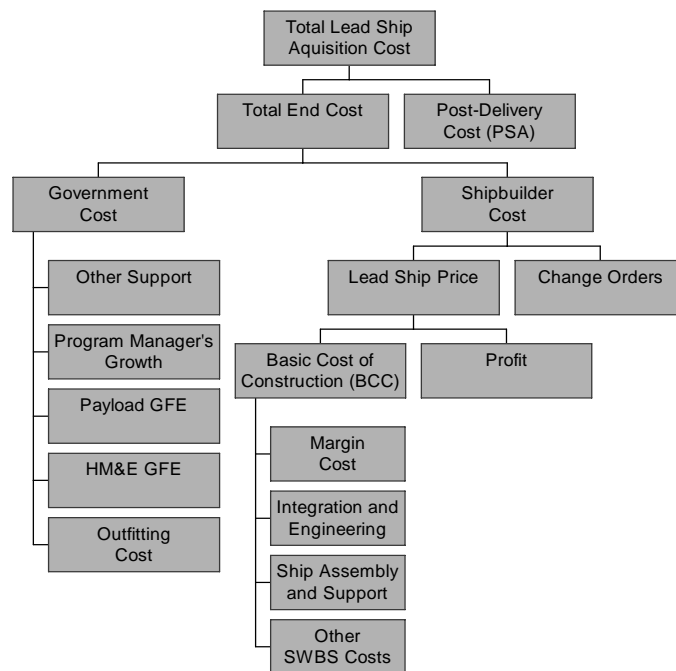 Total Lead Ship
Aquisition Cost
Total End Cost
Post-Delivery
Cost (PSA)
Government
Cost
Shipbuilder
Cost
Other Support
Program Manager's
Growth
Payload GFE
HM&E GFE
Outfitting
Cost
Lead Ship Price
Change Orders
Basic Cost of
Construction (BCC)
Profit
Margin
Cost
Integration and
Engineering
Ship Assembly
and Support
Other
SWBS Costs